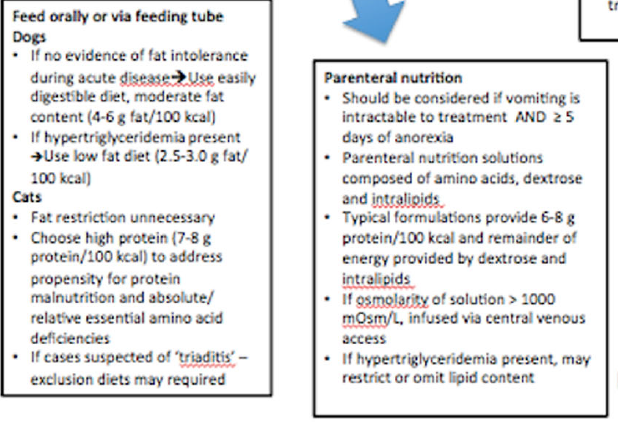 Feed orally or via feeding tube
Dogs
• If no evidence of fat intolerance
during acute disease→Use easily
digestible diet, moderate fat
content (4-6 g fat/100 kcal)
• If hypertriglyceridemia present
→Use low fat diet (2.5-3.0 g fat/
100 kcal)
Cats
• Fat restriction unnecessary
• Choose high protein (7-8 g
protein/100 kcal) to address
propensity for protein
malnutrition and absolute/
relative essential amino acid
deficiencies
• If cases suspected of 'triaditis' –
exclusion diets may required
Parenteral nutrition
• Should be considered if vomiting is
intractable to treatment AND ≥ 5
days of anorexia
• Parenteral nutrition solutions
composed of amino acids, dextrose
and intralipids
• Typical formulations provide 6-8 g
protein/100 kcal and remainder of
energy provided by dextrose and
intralipids
• If osmolarity of solution > 1000
mOsm/L, infused via central venous
access
• If hypertriglyceridemia present, may
restrict or omit lipid content